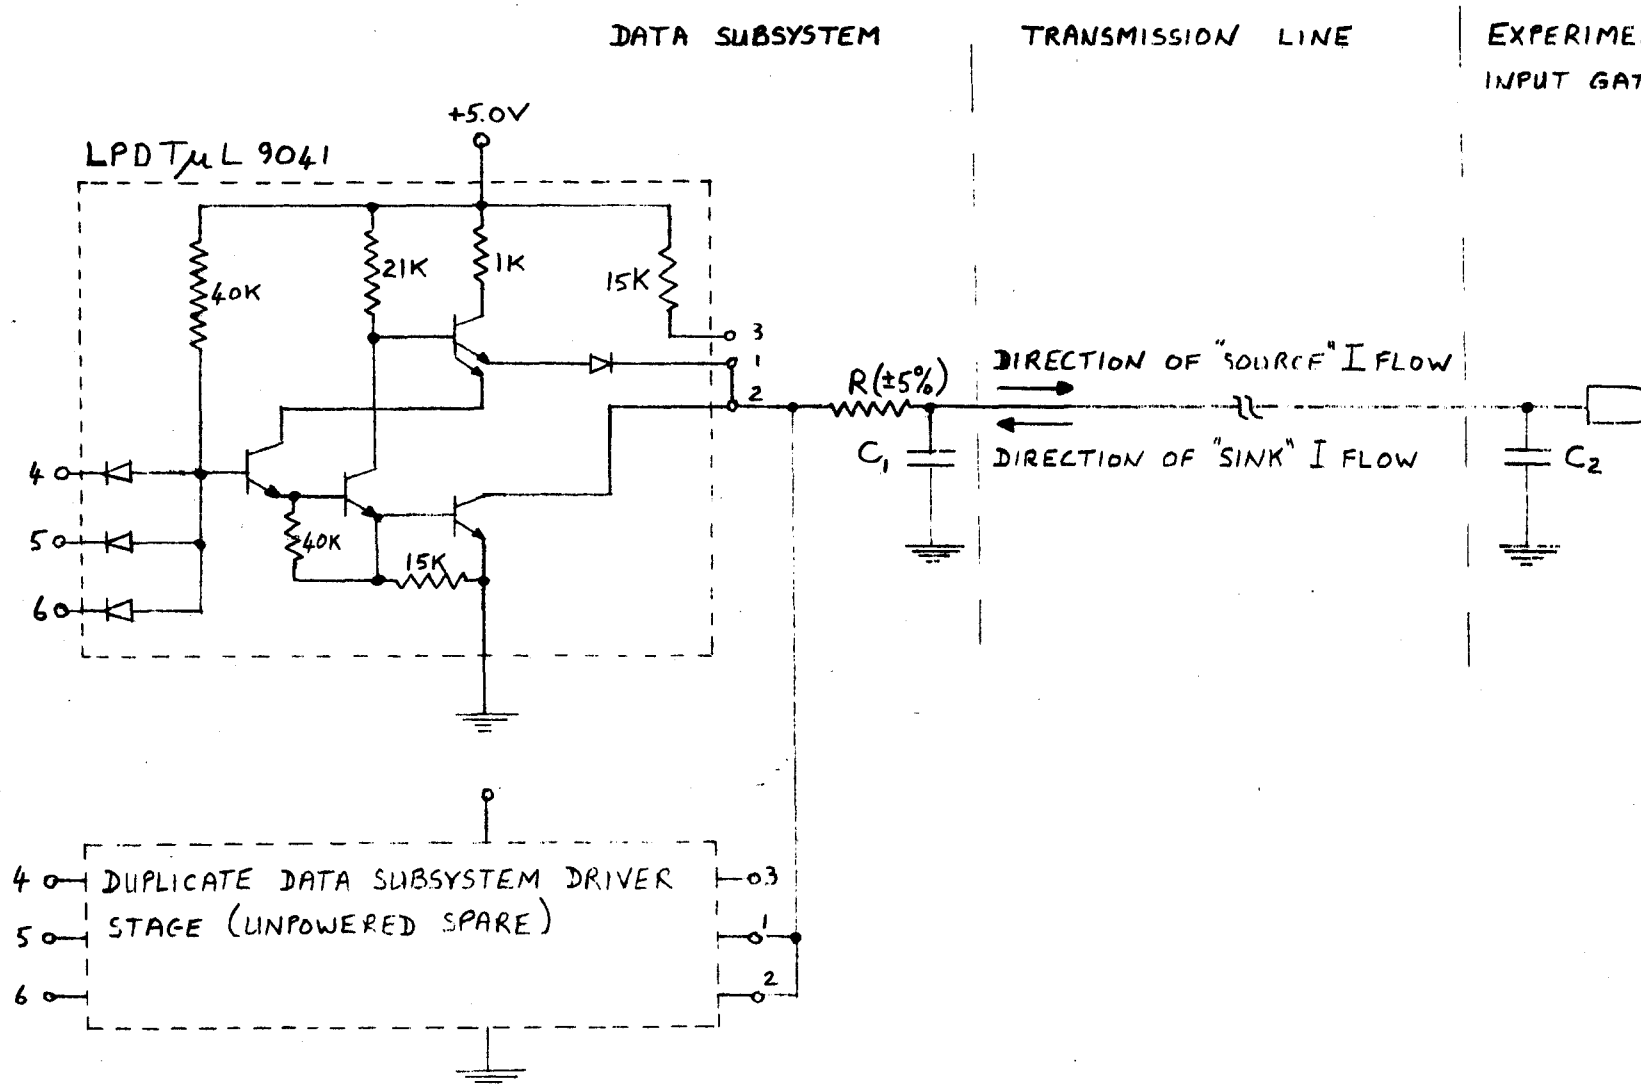 DATA SUBSYSTEM
TRANSMISSION LINE
EXPERIME
INPUT GAT
+5.0V
LPDTμL 9041
40K
21K
1K
15K
3
1
2
R(±5%)
DIRECTION OF "SOURCE" I FLOW
DIRECTION OF "SINK" I FLOW
C1
C2
4
5
6
40K
15K
4
5
6
DUPLICATE DATA SUBSYSTEM DRIVER
STAGE (UNPOWERED SPARE)
3
1
2